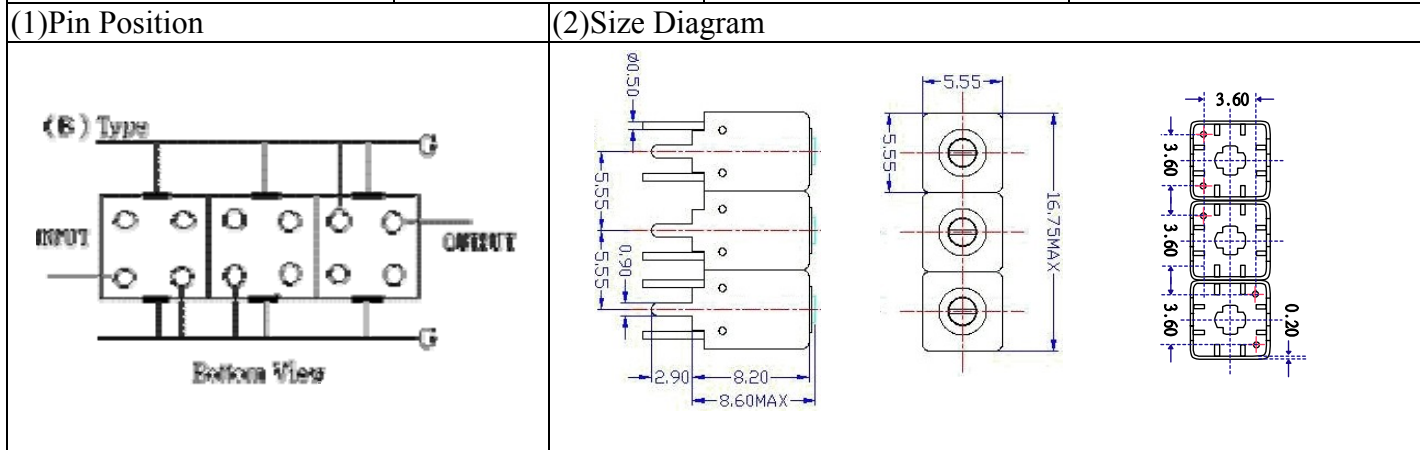 (1)Pin Position
(2)Size Diagram
(B) Type
G
INPUT
OUTPUT
G
Bottom View
ø0.50
5.55
5.55
0.90
2.90
8.20
8.60MAX
5.55
5.55
16.75MAX
3.60
3.60
3.60
3.60
0.20